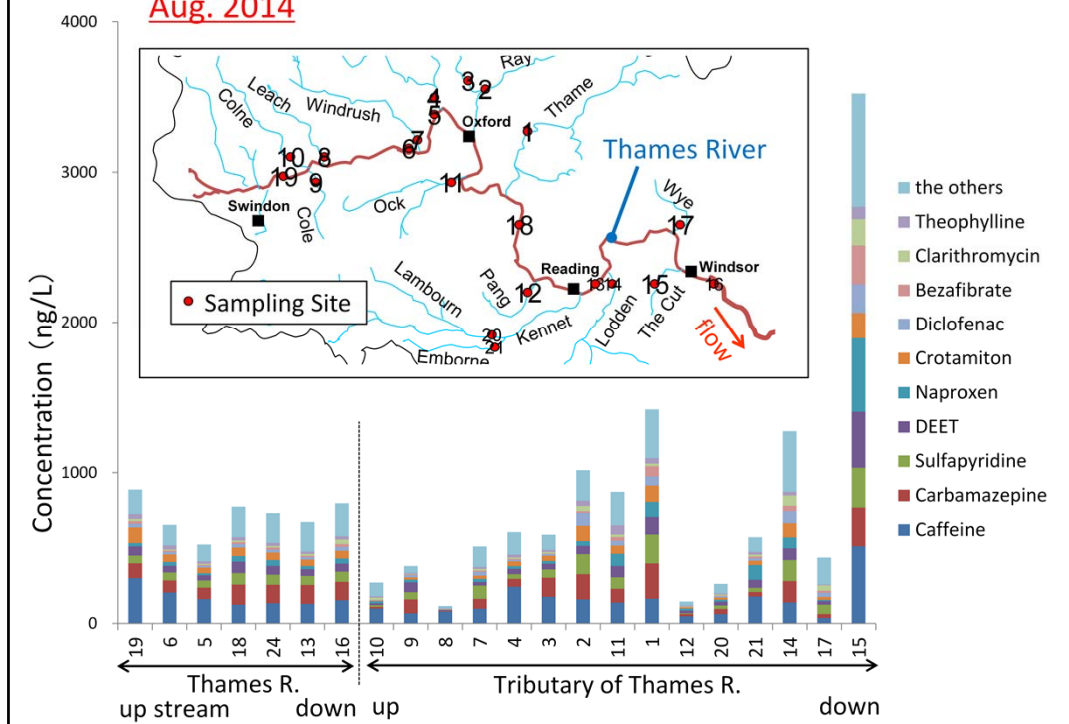 Aug. 2014
4000
3000
2000
1000
0
Concentration (ng/L)
Ray
Leach
Colne
Windrush
Thame
3
2
4
5
Oxford
1
7
6
10
8
19
9
11
Thames River
Swindon
Cole
Ock
Wye
17
18
Reading
Windsor
Lambourn
Pang
12
13
14
15
16
Sampling Site
Kennet
Lodden
The Cut
flow
20
21
Emborne
the others
Theophylline
Clarithromycin
Bezafibrate
Diclofenac
Crotamiton
Naproxen
DEET
Sulfapyridine
Carbamazepine
Caffeine
19 6 5 18 24 13 16 10 9 8 7 4 3 2 11 1 12 20 21 14 17 15
Thames R.
Tributary of Thames R.
up stream down up down